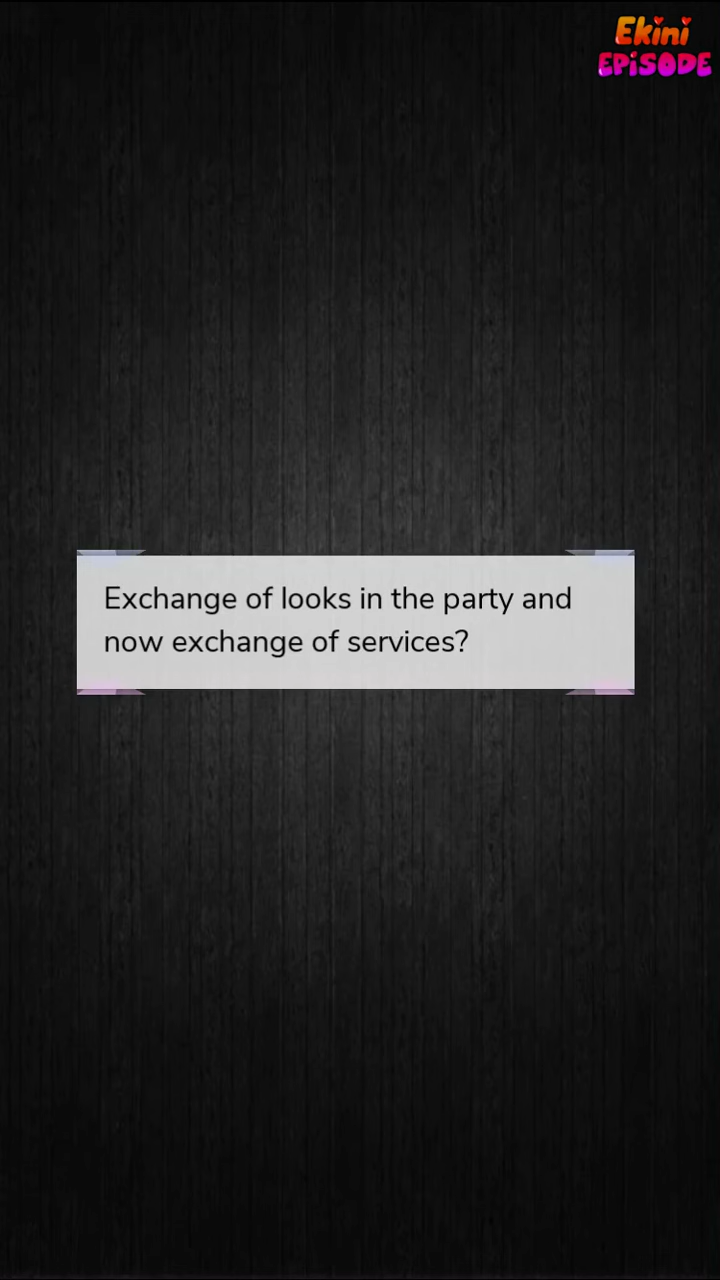 Ekini
EPiSODE
Exchange of looks in the party and
now exchange of services?